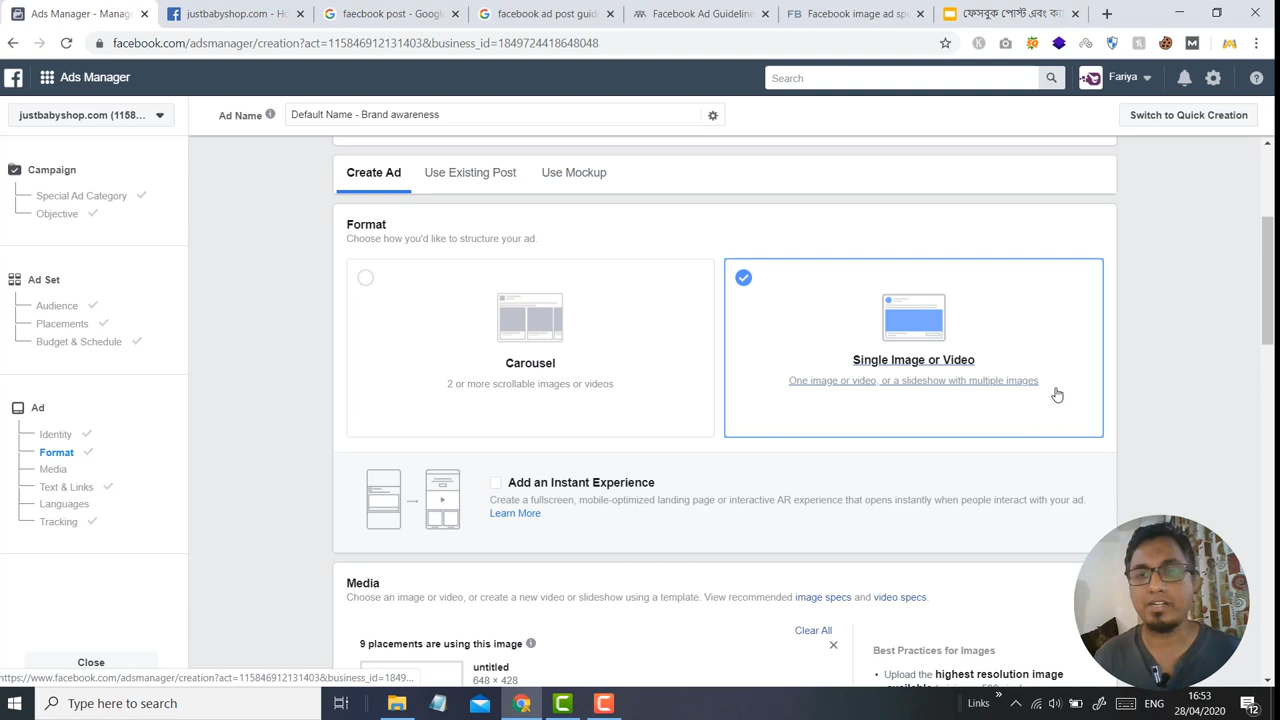 Ads Manager - Manag
justbabyshop.com - Ho
faecbook post - Googl
facebook ad post guid
Facebook Ad Guideline
Facebook image ad sp
ফেসবুক পোস্ট এবং ক্য
facebook.com/adsmanager/creation?act=115846912131403&business_id=1849724418648048
Ads Manager
Search
Fariya
justbabyshop.com (1158...
Ad Name
Default Name - Brand awareness
Switch to Quick Creation
Campaign
Special Ad Category
Objective
Ad Set
Audience
Placements
Budget & Schedule
Ad
Identity
Format
Media
Text & Links
Languages
Tracking
Close
Create Ad
Use Existing Post
Use Mockup
Format
Choose how you'd like to structure your ad.
Carousel
2 or more scrollable images or videos
Single Image or Video
One image or video, or a slideshow with multiple images
Add an Instant Experience
Create a fullscreen, mobile-optimized landing page or interactive AR experience that opens instantly when people interact with your ad.
Learn More
Media
Choose an image or video, or create a new video or slideshow using a template. View recommended image specs and video specs.
9 placements are using this image
Clear All
untitled
648 × 428
Best Practices for Images
• Upload the highest resolution image
https://www.facebook.com/adsmanager/creation?act=115846912131403&business_id=1849...
Type here to search
Links
ENG
16:53
28/04/2020
12